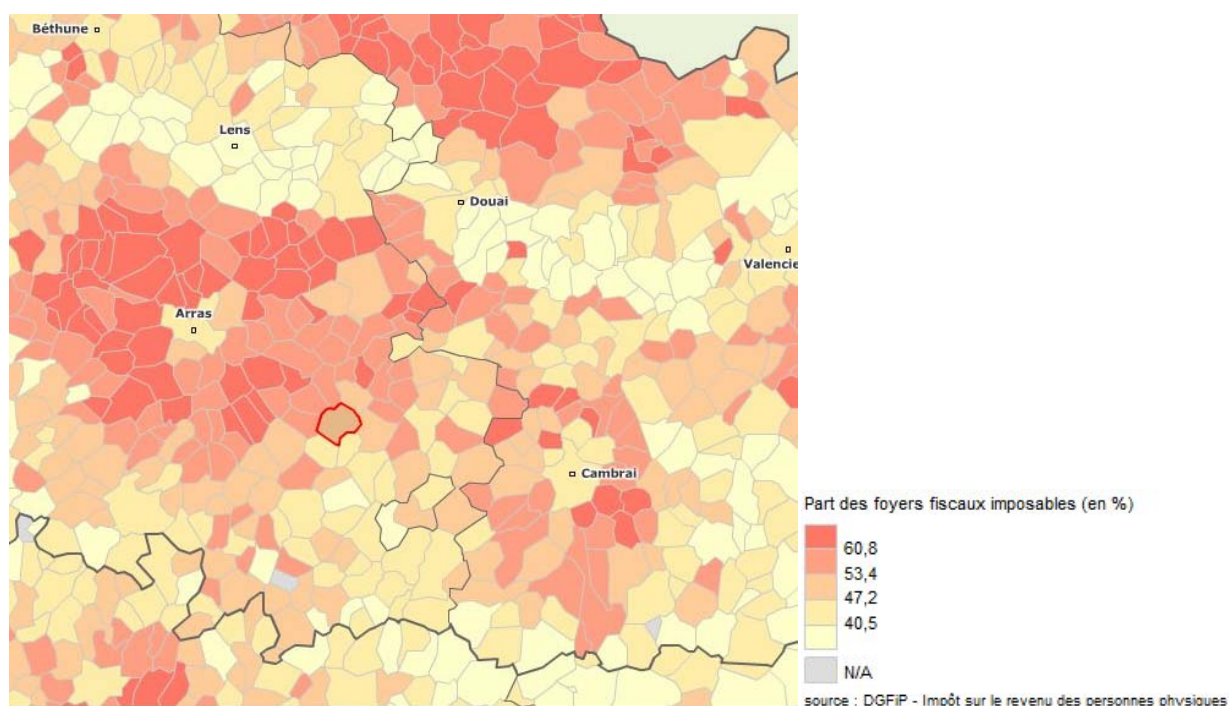 Béthune
Lens
Douai
Valencie
Arras
Cambrai
Part des foyers fiscaux imposables (en %)
60,8
53,4
47,2
40,5
N/A
source : DGFiP - Impôt sur le revenu des personnes physiques